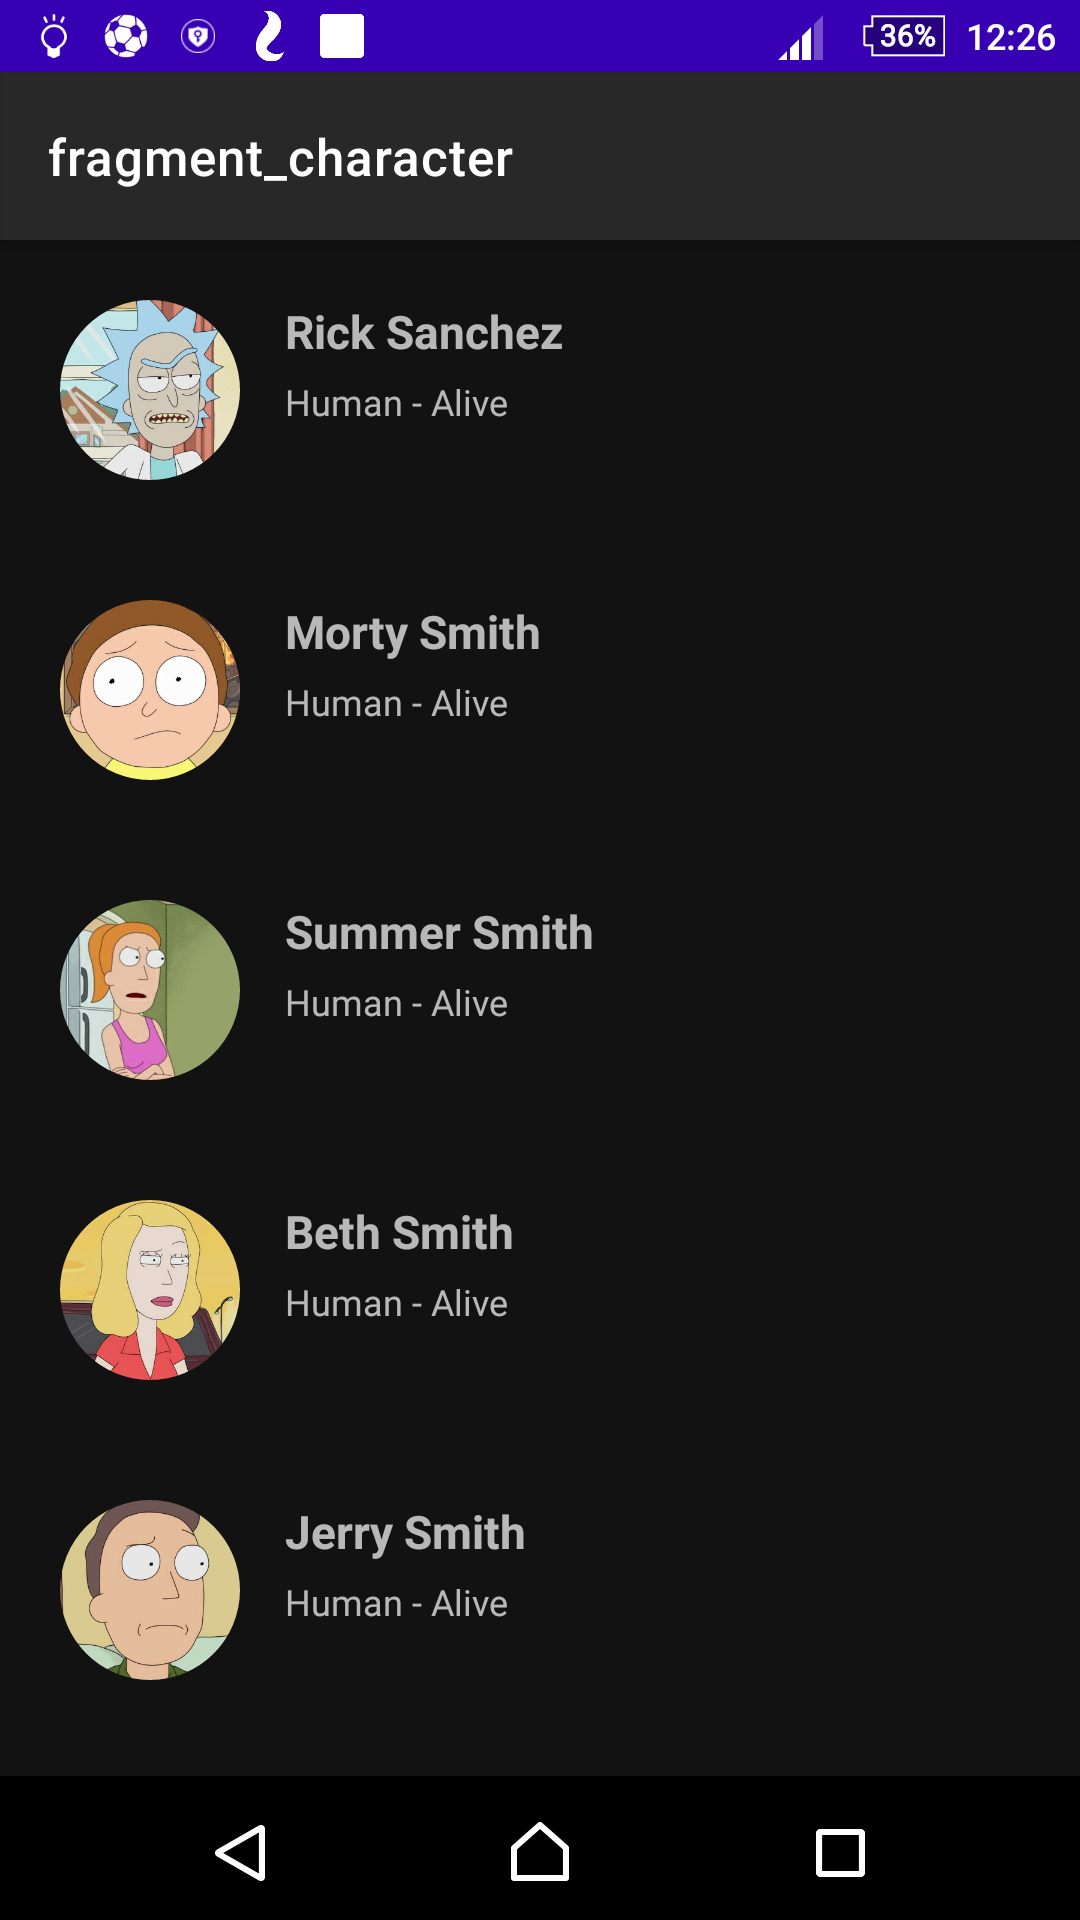 36% 12:26
fragment_character
Rick Sanchez
Human - Alive
Morty Smith
Human - Alive
Summer Smith
Human - Alive
Beth Smith
Human - Alive
Jerry Smith
Human - Alive